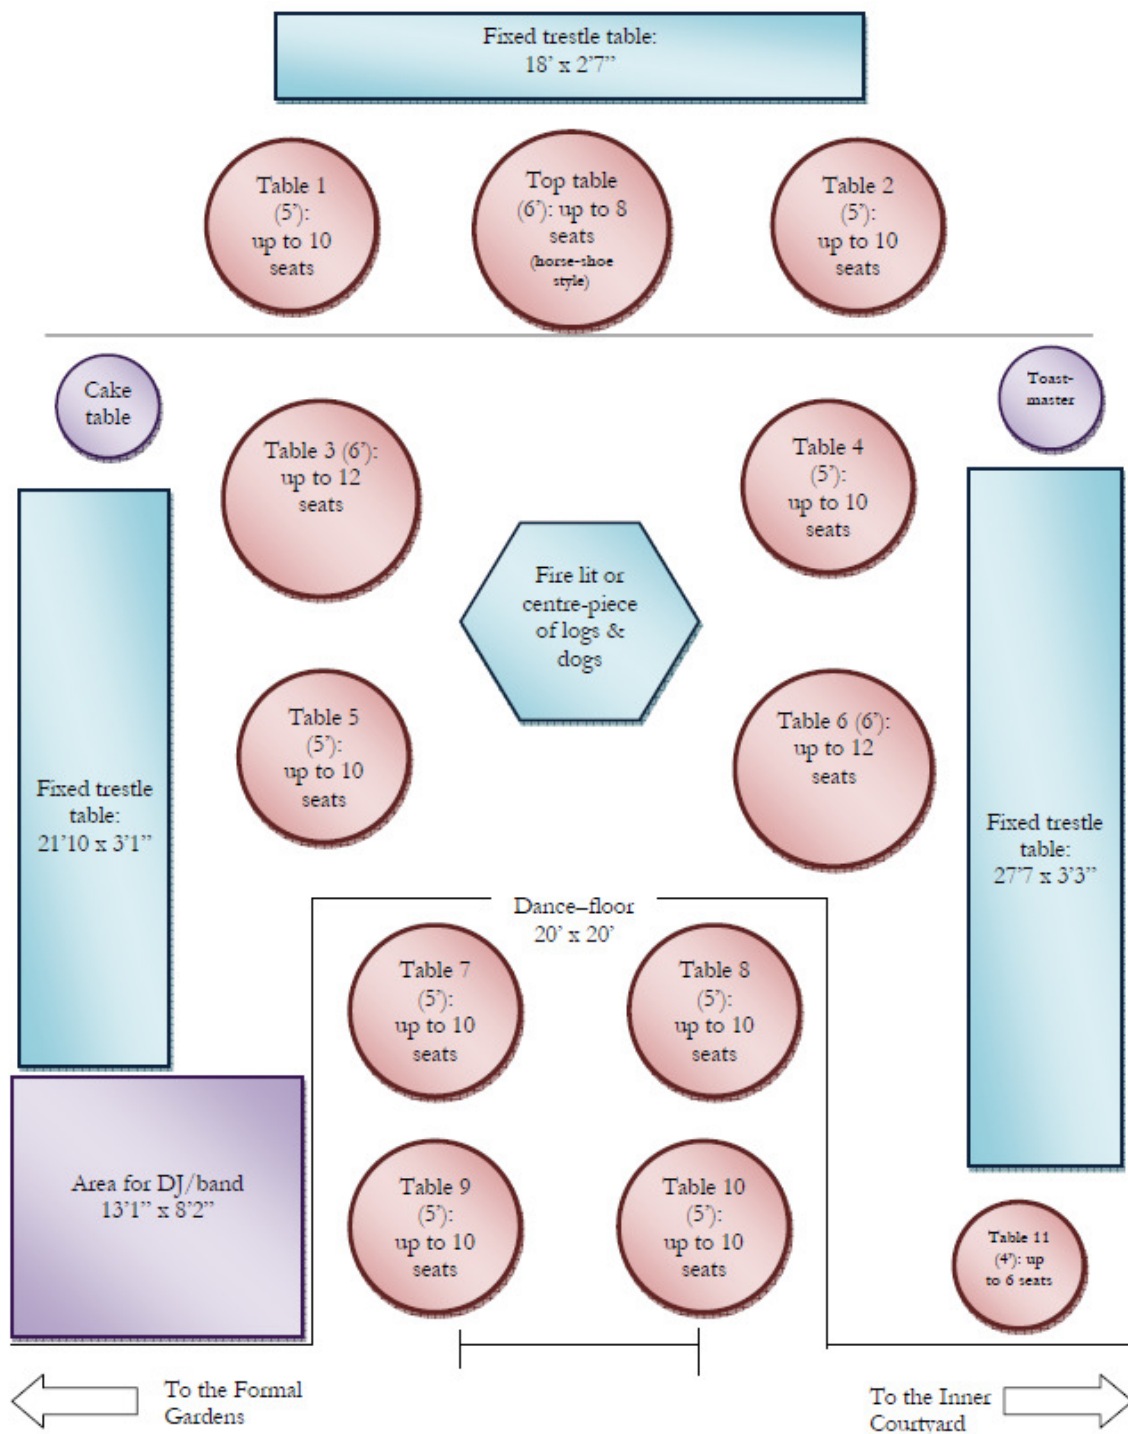 Fixed trestle table:
18’ x 2’7”
Table 1
(5’):
up to 10
seats
Top table
(6’): up to 8
seats
(horse-shoe
style)
Table 2
(5’):
up to 10
seats
Cake
table
Toast-
master
Table 3 (6’):
up to 12
seats
Table 4
(5’):
up to 10
seats
Fire lit or
centre-piece
of logs &
dogs
Table 5
(5’):
up to 10
seats
Table 6 (6’):
up to 12
seats
Fixed trestle
table:
21’10 x 3’1”
Fixed trestle
table:
27’7 x 3’3”
Dance–floor
20’ x 20’
Table 7
(5’):
up to 10
seats
Table 8
(5’):
up to 10
seats
Area for DJ/band
13’1” x 8’2”
Table 9
(5’):
up to 10
seats
Table 10
(5’):
up to 10
seats
Table 11
(4’): up
to 6 seats
To the Formal
Gardens
To the Inner
Courtyard